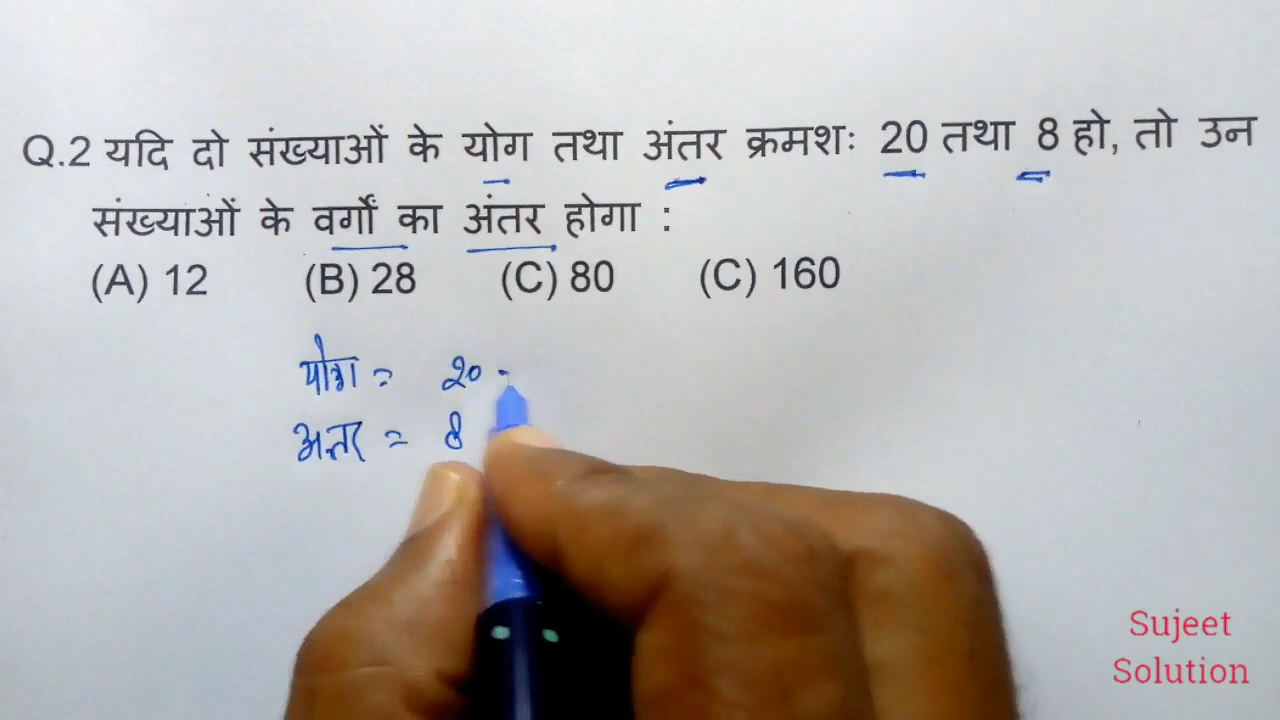 Q.2 यदि दो संख्याओं के योग तथा अंतर क्रमशः 20 तथा 8 हो, तो उन
संख्याओं के वर्गों का अंतर होगा :
(A) 12 (B) 28 (C) 80 (C) 160
योग = 20
अन्तर = 8
Sujeet
Solution